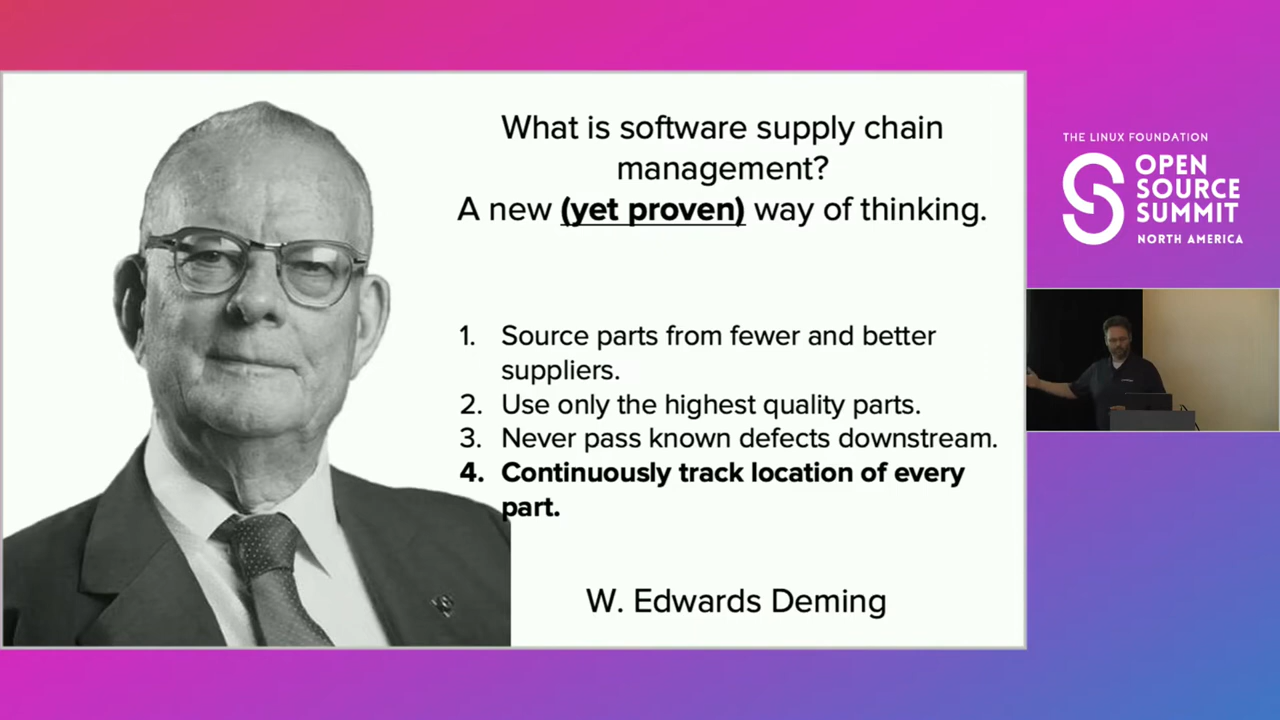 What is software supply chain
management?
A new (yet proven) way of thinking.
1. Source parts from fewer and better
suppliers.
2. Use only the highest quality parts.
3. Never pass known defects downstream.
4. Continuously track location of every
part.
W. Edwards Deming
THE LINUX FOUNDATION
OPEN
SOURCE
SUMMIT
NORTH AMERICA